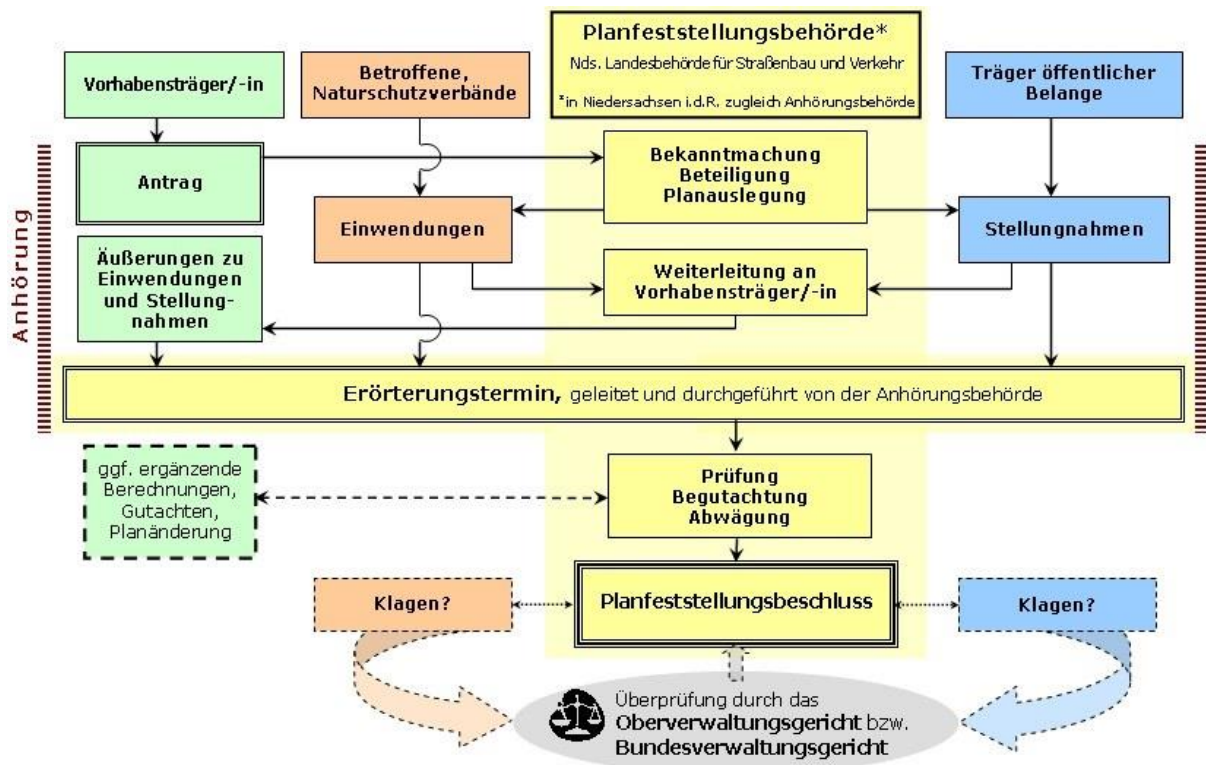 Planfeststellungsbehörde*
Nds. Landesbehörde für Straßenbau und Verkehr
*in Niedersachsen i.d.R. zugleich Anhörungsbehörde
Vorhabensträger/-in
Betroffene,
Naturschutzverbände
Träger öffentlicher
Belange
Anhörung
Antrag
Bekanntmachung
Beteiligung
Planauslegung
Einwendungen
Stellungnahmen
Äußerungen zu
Einwendungen
und Stellung-
nahmen
Weiterleitung an
Vorhabensträger/-in
Erörterungstermin, geleitet und durchgeführt von der Anhörungsbehörde
ggf. ergänzende
Berechnungen,
Gutachten,
Planänderung
Prüfung
Begutachtung
Abwägung
Klagen?
Planfeststellungsbeschluss
Klagen?
Überprüfung durch das
Oberverwaltungsgericht bzw.
Bundesverwaltungsgericht